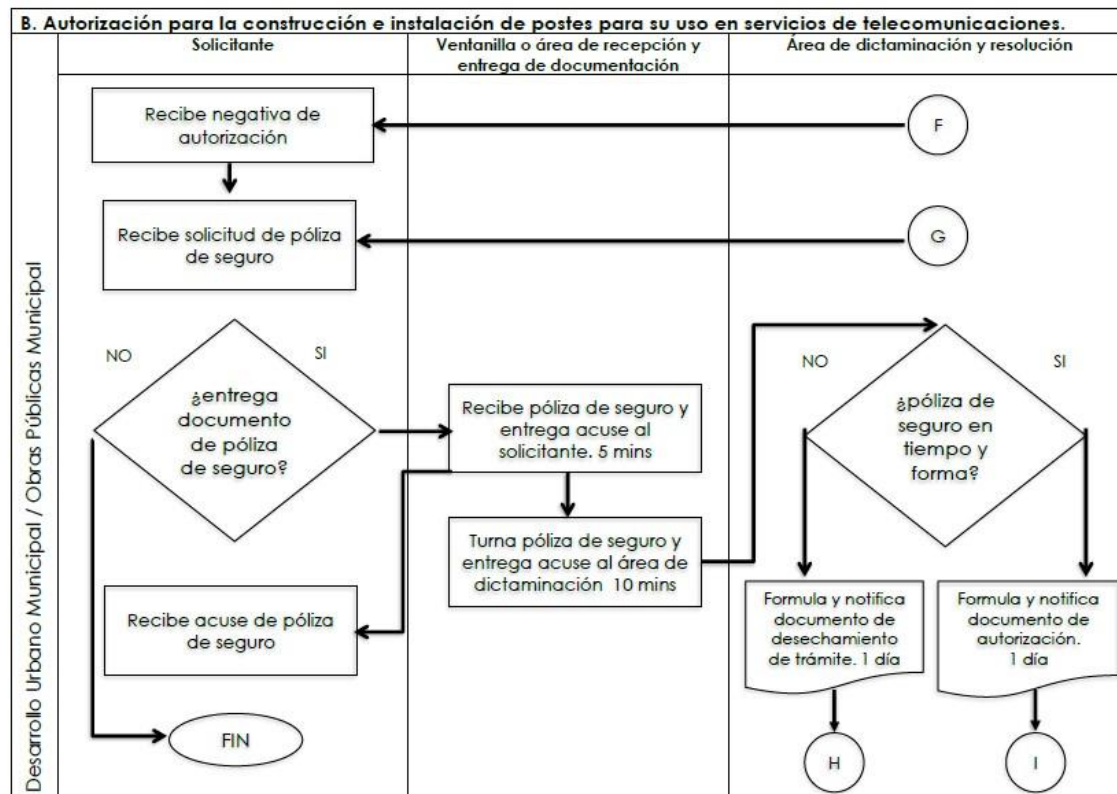 B. Autorización para la construcción e instalación de postes para su uso en servicios de telecomunicaciones.
Solicitante
Ventanilla o área de recepción y
entrega de documentación
Área de dictaminación y resolución
Desarrollo Urbano Municipal / Obras Públicas Municipal
Recibe negativa de
autorización
F
Recibe solicitud de póliza
de seguro
G
NO
SI
¿entrega
documento
de póliza
de seguro?
Recibe póliza de seguro y
entrega acuse al
solicitante. 5 mins
NO
SI
¿póliza de
seguro en
tiempo y
forma?
Turna póliza de seguro y
entrega acuse al área de
dictaminación 10 mins
Recibe acuse de póliza
de seguro
Formula y notifica
documento de
desechamiento
de trámite. 1 día
Formula y notifica
documento de
autorización.
1 día
FIN
H
I